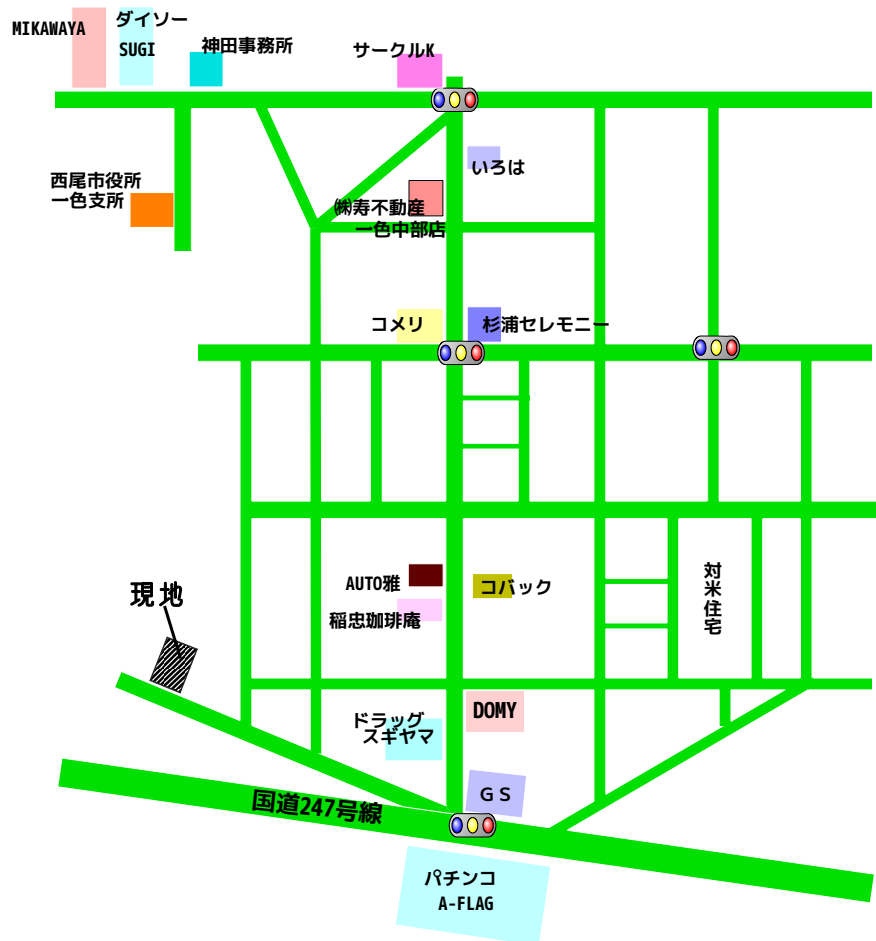 MIKAWAYA
ダイソー
SUGI
神田事務所
サークルK
いろは
西尾市役所
一色支所
㈱寿不動産
一色中部店
コメリ
杉浦セレモニー
AUTO雅
コバック
稲忠珈琲庵
対米住宅
現地
ドラッグ
スギヤマ
DOMY
ＧＳ
国道247号線
パチンコ
A-FLAG